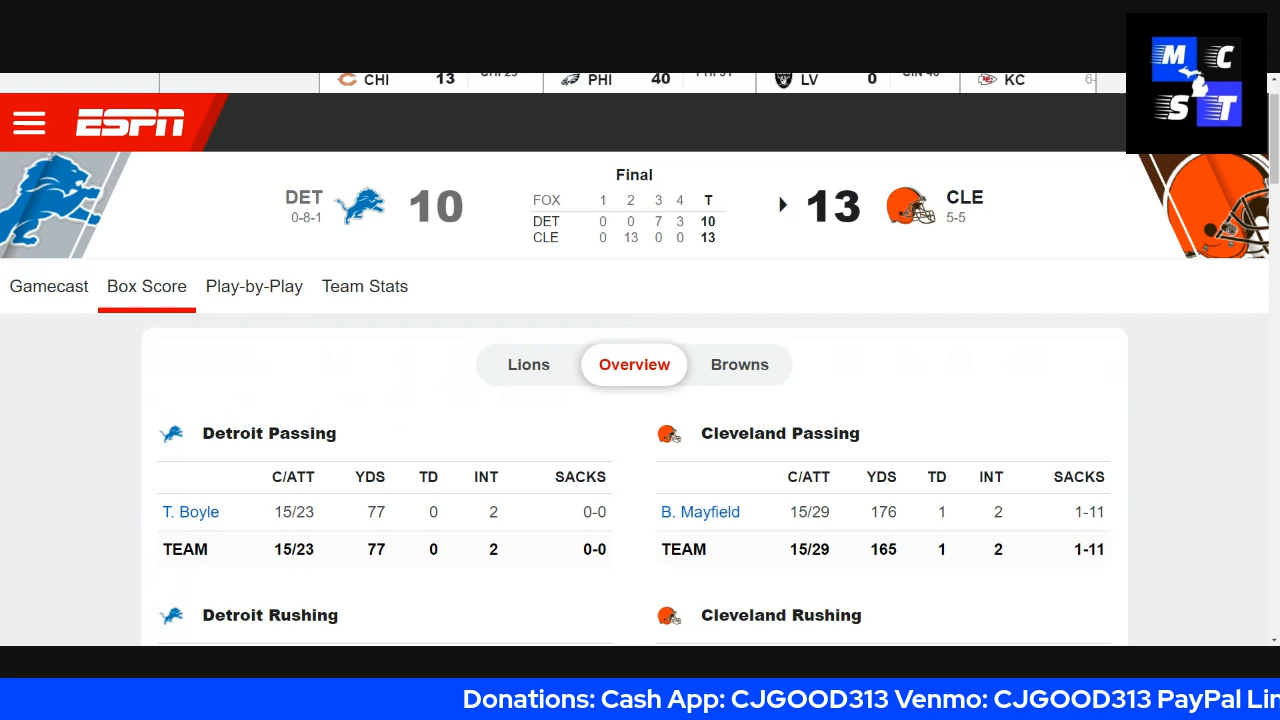 CHI 13 PHI 40 LV 0 KC 6-
M C
S T
ESPN
Final
DET 0-8-1 10
FOX 1 2 3 4 T
DET 0 0 7 3 10
CLE 0 13 0 0 13
13 CLE 5-5
Gamecast Box Score Play-by-Play Team Stats
Lions Overview Browns
Detroit Passing
C/ATT YDS TD INT SACKS
T. Boyle 15/23 77 0 2 0-0
TEAM 15/23 77 0 2 0-0
Cleveland Passing
C/ATT YDS TD INT SACKS
B. Mayfield 15/29 176 1 2 1-11
TEAM 15/29 165 1 2 1-11
Detroit Rushing
Cleveland Rushing
Donations: Cash App: CJGOOD313 Venmo: CJGOOD313 PayPal Lin